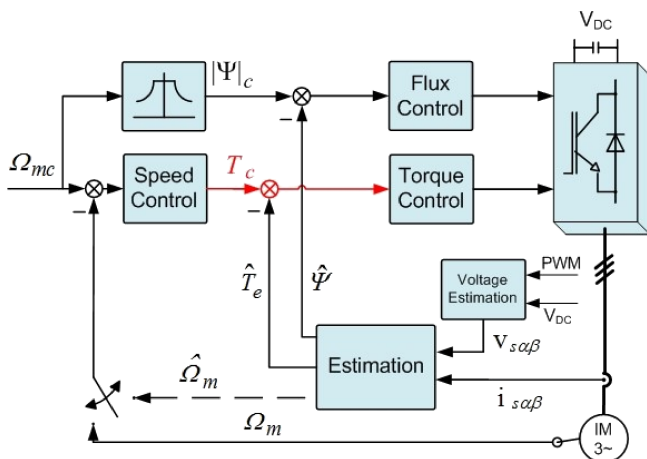 V_DC
|Ψ|_c
Flux
Control
Ω_mc
Speed
Control
T_c
Torque
Control
T̂_e
Ψ̂
Voltage
Estimation
PWM
V_DC
v_sαβ
Estimation
Ω̂_m
i_sαβ
Ω_m
IM
3~